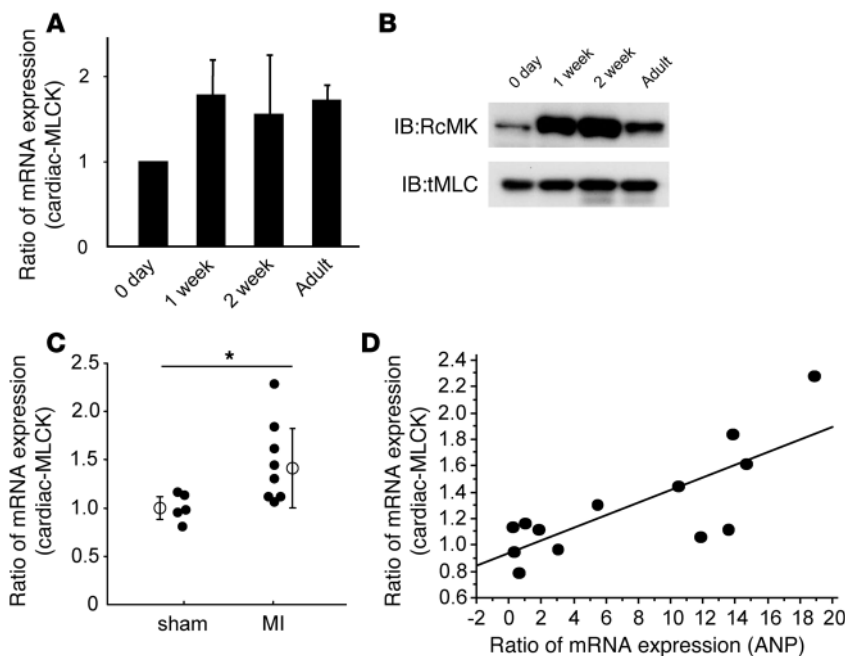 A
Ratio of mRNA expression
(cardiac-MLCK)
2
1
0
0 day
1 week
2 week
Adult
B
0 day
1 week
2 week
Adult
IB:RcMK
IB:tMLC
C
Ratio of mRNA expression
(cardiac-MLCK)
2.5
2.0
1.5
1.0
0.5
0
*
sham
MI
D
Ratio of mRNA expression
(cardiac-MLCK)
2.4
2.2
2.0
1.8
1.6
1.4
1.2
1.0
0.8
0.6
-2 0 2 4 6 8 10 12 14 16 18 20
Ratio of mRNA expression (ANP)